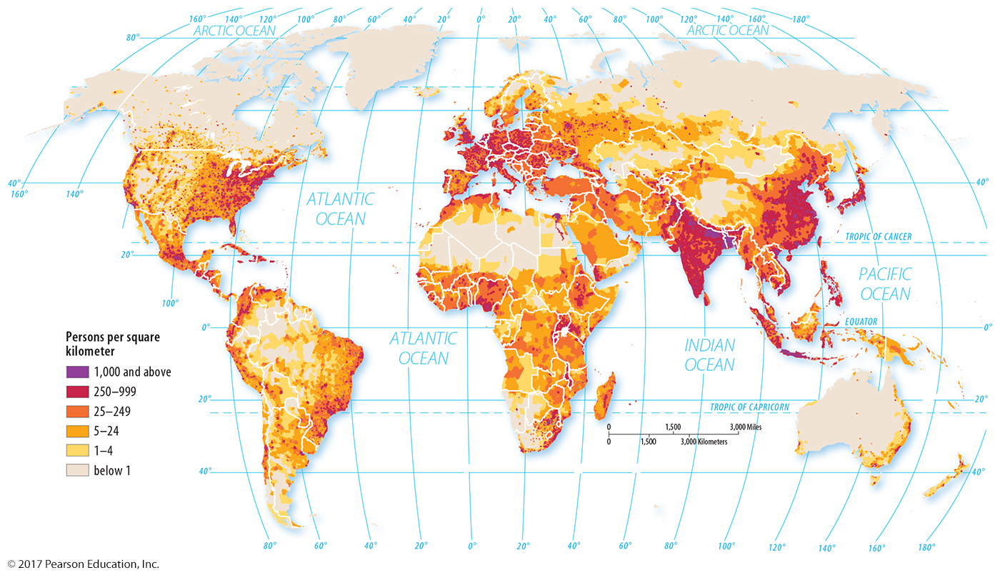 160° 140° 120° 100° 80° 60° 40° 20° 0° 20° 40° 60° 80° 100° 120° 140° 160° 180°
ARCTIC OCEAN
ARCTIC OCEAN
80°
40°
160°
140°
ATLANTIC
OCEAN
40°
TROPIC OF CANCER
20°
20°
PACIFIC
OCEAN
100°
EQUATOR
0°
0°
ATLANTIC
OCEAN
INDIAN
OCEAN
Persons per square
kilometer
1,000 and above
250–999
25–249
5–24
1–4
below 1
20°
20°
TROPIC OF CAPRICORN
0 1,500 3,000 Miles
0 1,500 3,000 Kilometers
40°
40°
80° 60° 40° 20° 0° 20° 40° 60° 80° 100° 120° 140° 160° 180°
© 2017 Pearson Education, Inc.